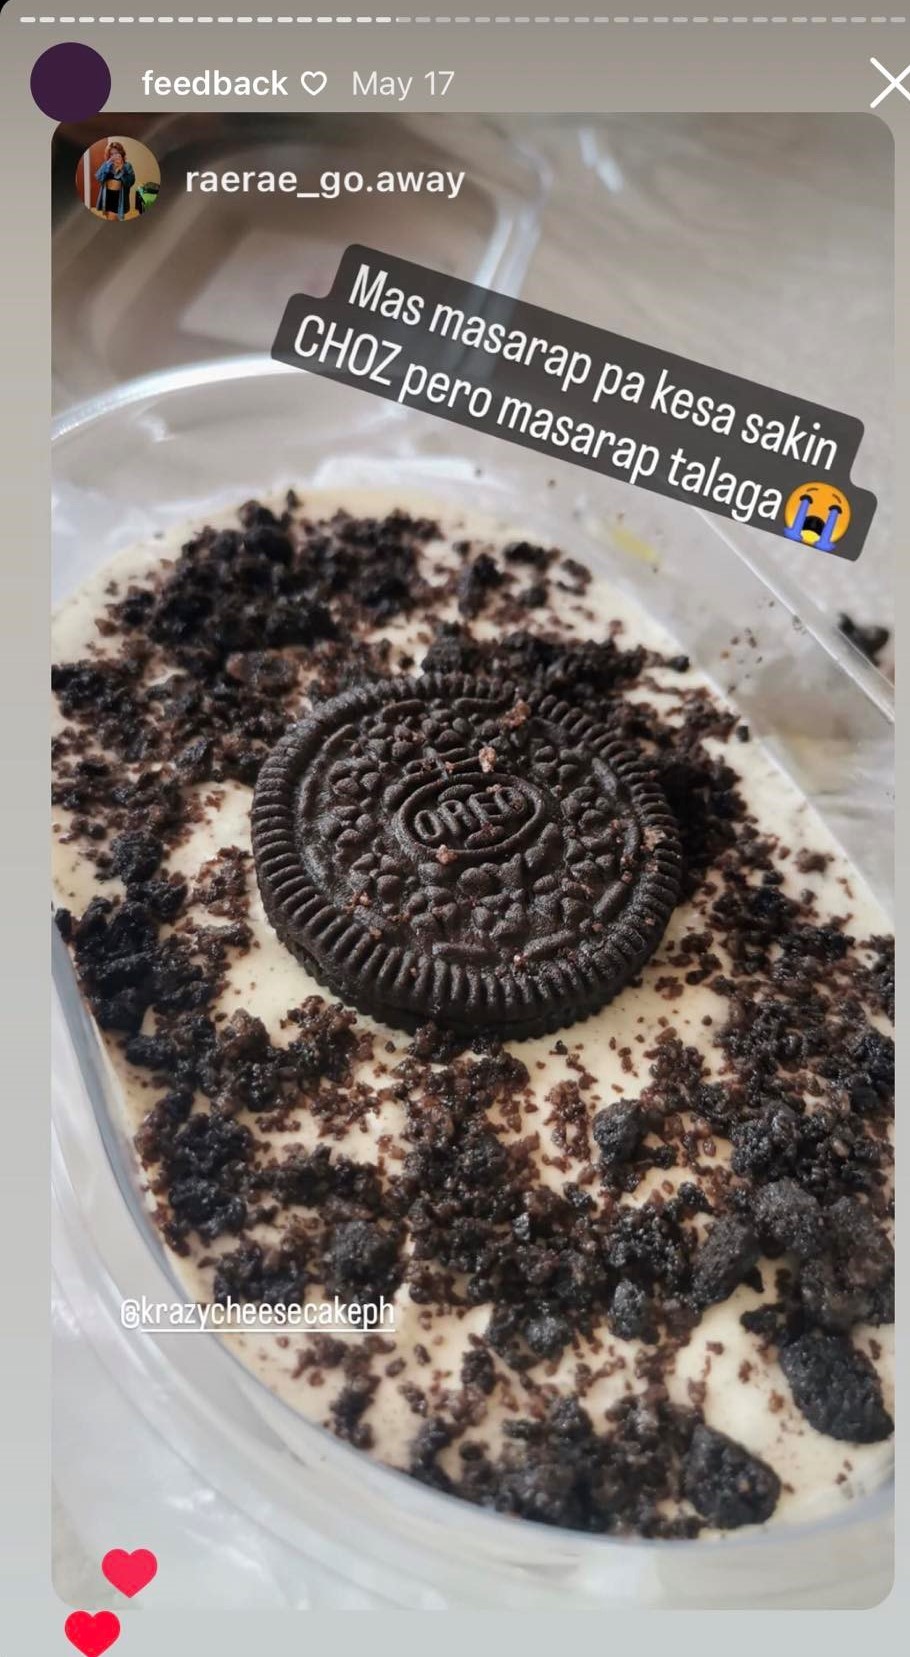 feedback ♡ May 17
raerae_go.away
Mas masarap pa kesa sakin
CHOZ pero masarap talaga😭
OREO
@krazycheesecakeph